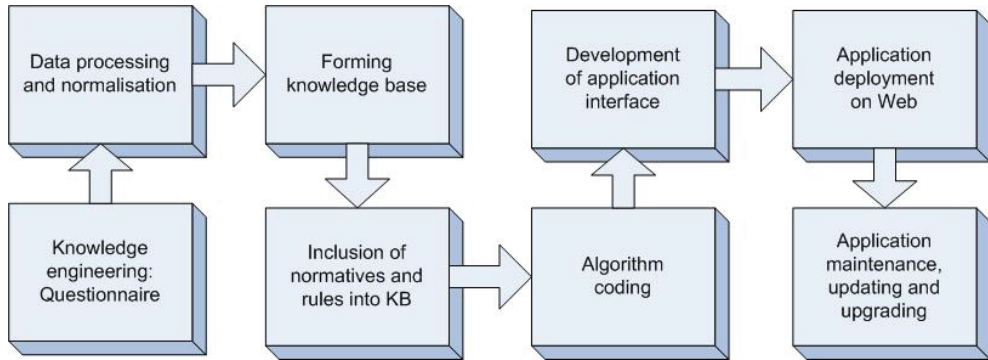 Data processing
and normalisation
Forming
knowledge base
Development
of application
interface
Application
deployment
on Web
Knowledge
engineering:
Questionnaire
Inclusion of
normatives and
rules into KB
Algorithm
coding
Application
maintenance,
updating and
upgrading